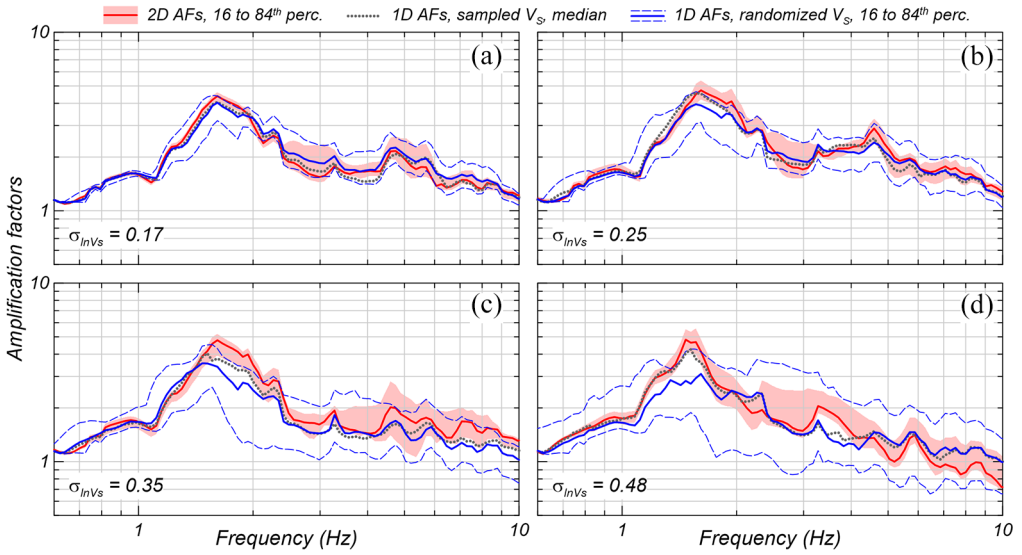 2D AFs, 16 to 84th perc. 1D AFs, sampled VS, median 1D AFs, randomized VS, 16 to 84th perc.
Amplification factors
10
1
(a)
σlnVs = 0.17
(b)
σlnVs = 0.25
10
1
(c)
σlnVs = 0.35
(d)
σlnVs = 0.48
1 10 1 10
Frequency (Hz) Frequency (Hz)